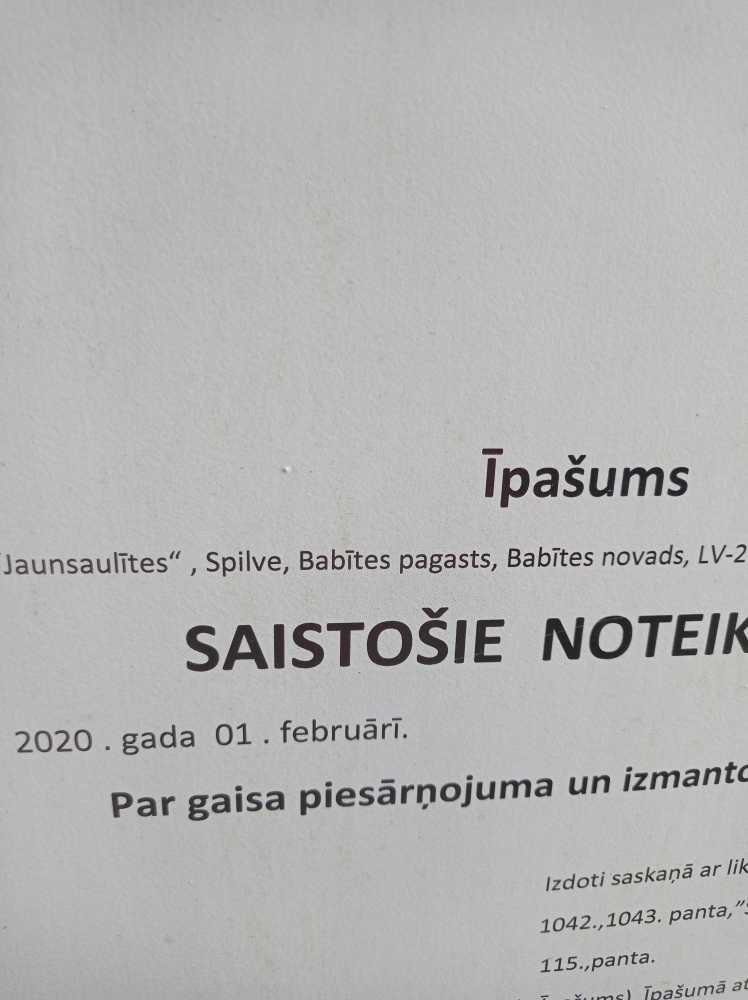 Īpašums
Jaunsaulītes“ , Spilve, Babītes pagasts, Babītes novads, LV-2
SAISTOŠIE NOTEIK
2020 . gada 01 . februārī.
Par gaisa piesārņojuma un izmanto
Izdoti saskaņā ar lik
1042.,1043. panta,”S
115.,panta.
Īpašums) Īpašumā at